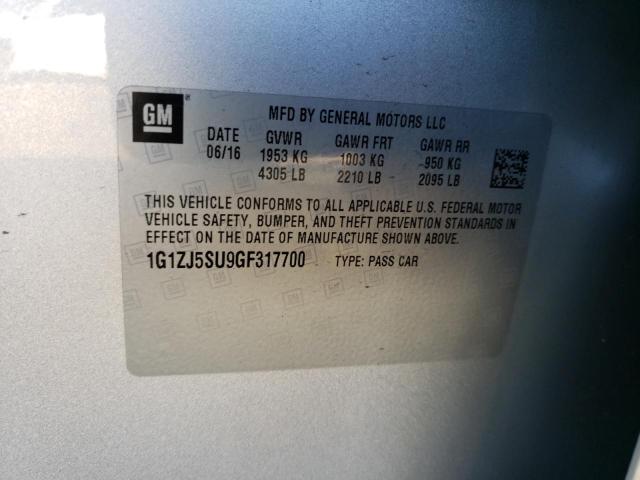 GM
MFD BY GENERAL MOTORS LLC
DATE GVWR GAWR FRT GAWR RR
06/16 1953 KG 1003 KG 950 KG
4305 LB 2210 LB 2095 LB
THIS VEHICLE CONFORMS TO ALL APPLICABLE U.S. FEDERAL MOTOR
VEHICLE SAFETY, BUMPER, AND THEFT PREVENTION STANDARDS IN
EFFECT ON THE DATE OF MANUFACTURE SHOWN ABOVE.
1G1ZJ5SU9GF317700 TYPE: PASS CAR